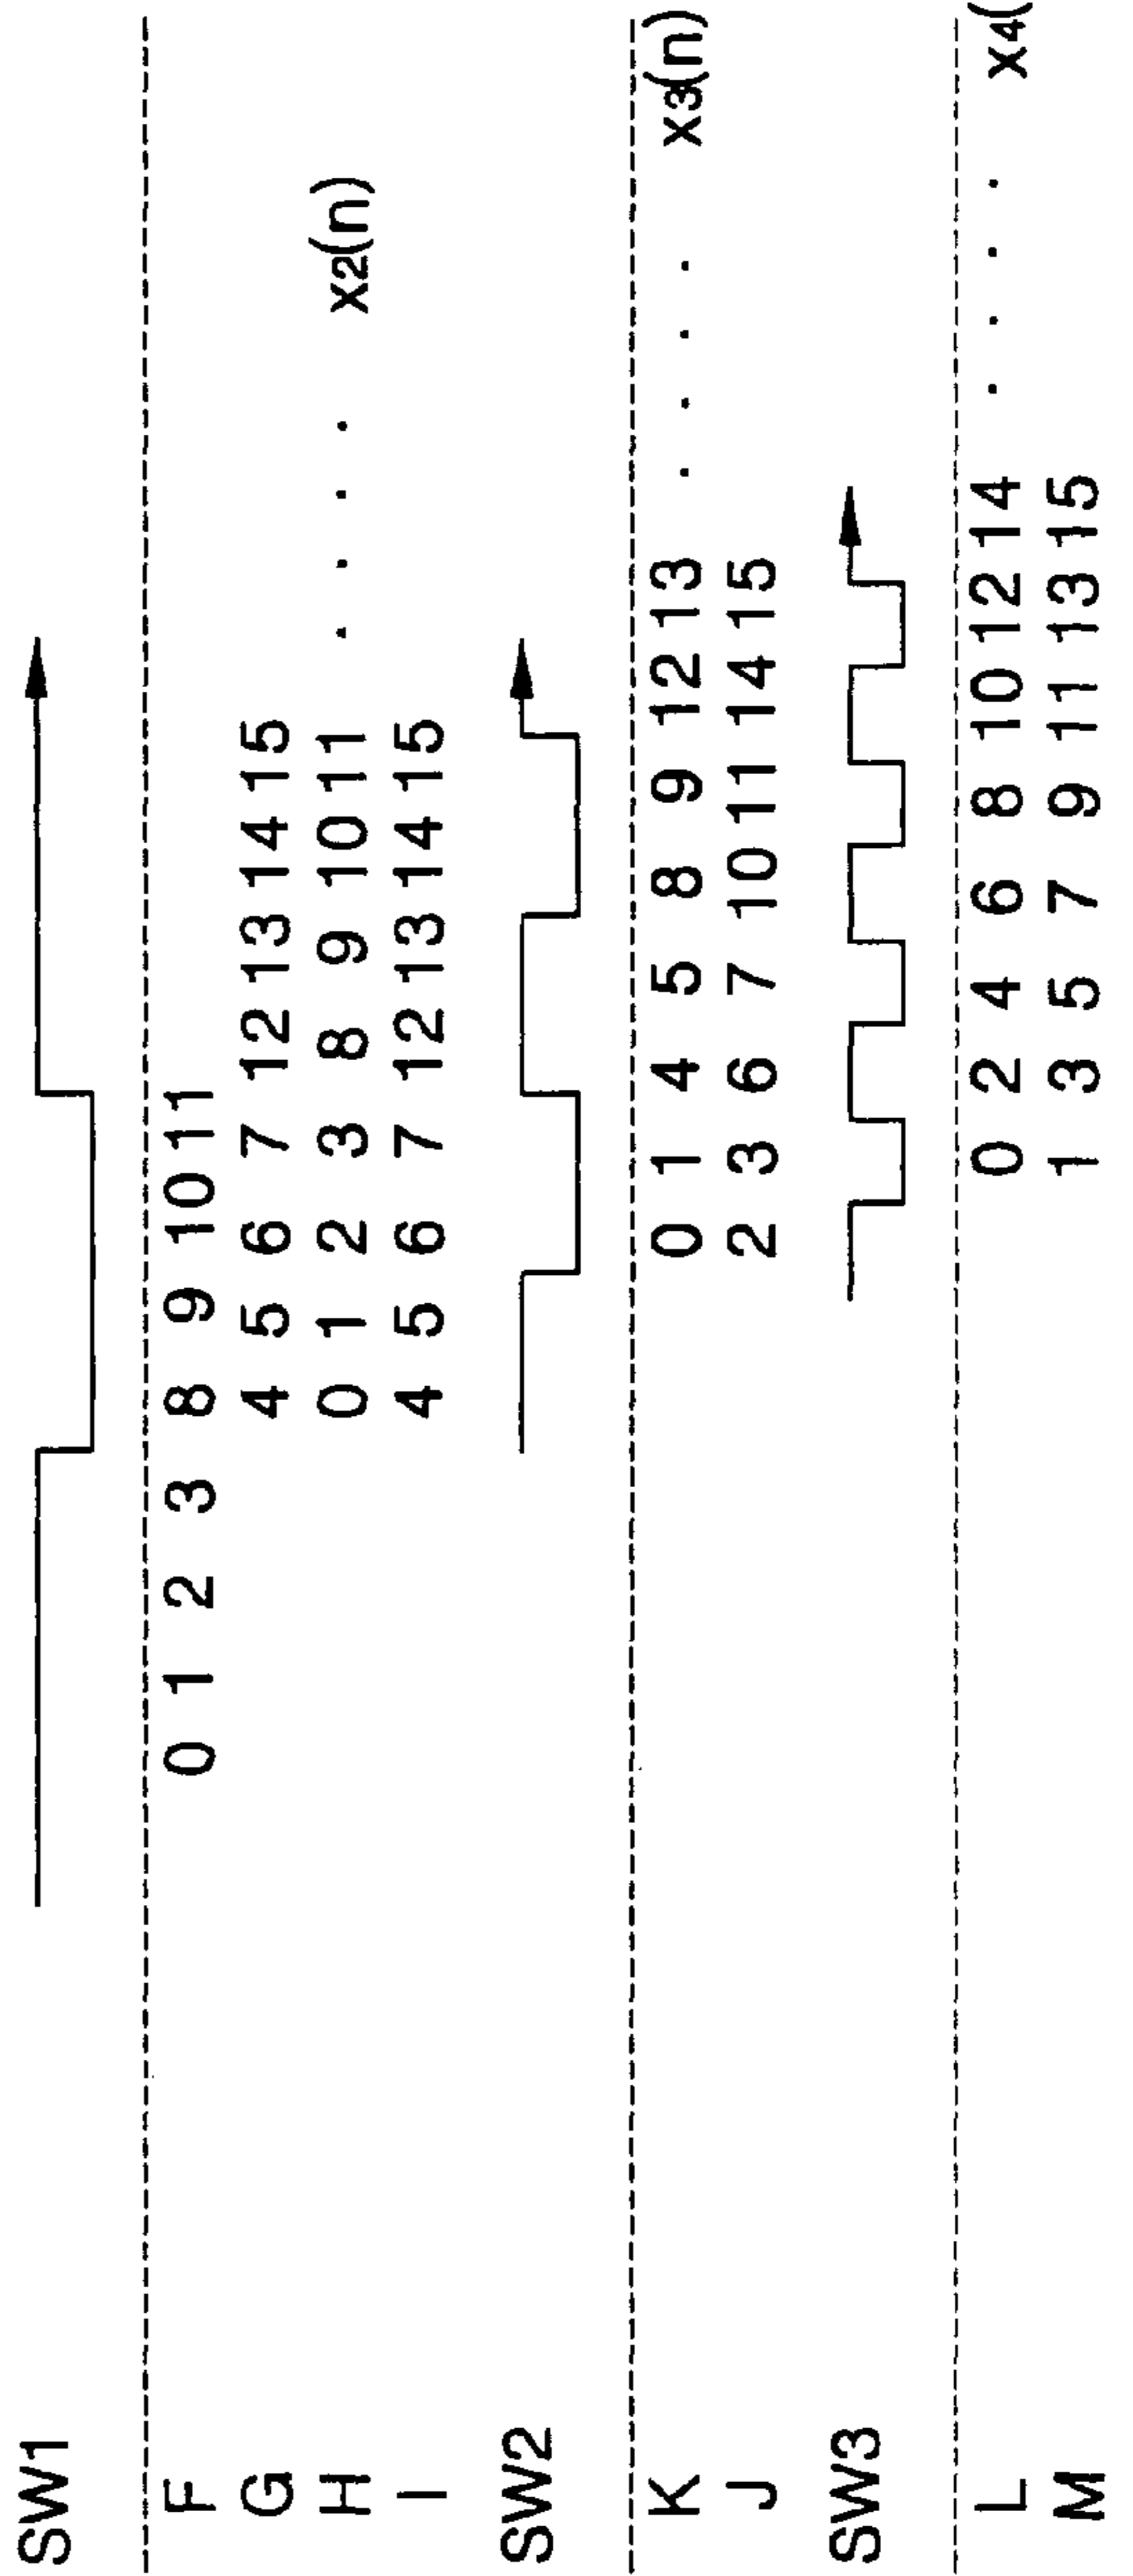 SW1
F 0 1 2 3 8 9 10 11
G 4 5 6 7 12 13 14 15
H 0 1 2 3 8 9 10 11 . . . . x2(n)
I 4 5 6 7 12 13 14 15
SW2
K 0 1 4 5 8 9 12 13 . . . . x3(n)
J 2 3 6 7 10 11 14 15
SW3
L 0 2 4 6 8 10 12 14 . . . . x4(
M 1 3 5 7 9 11 13 15